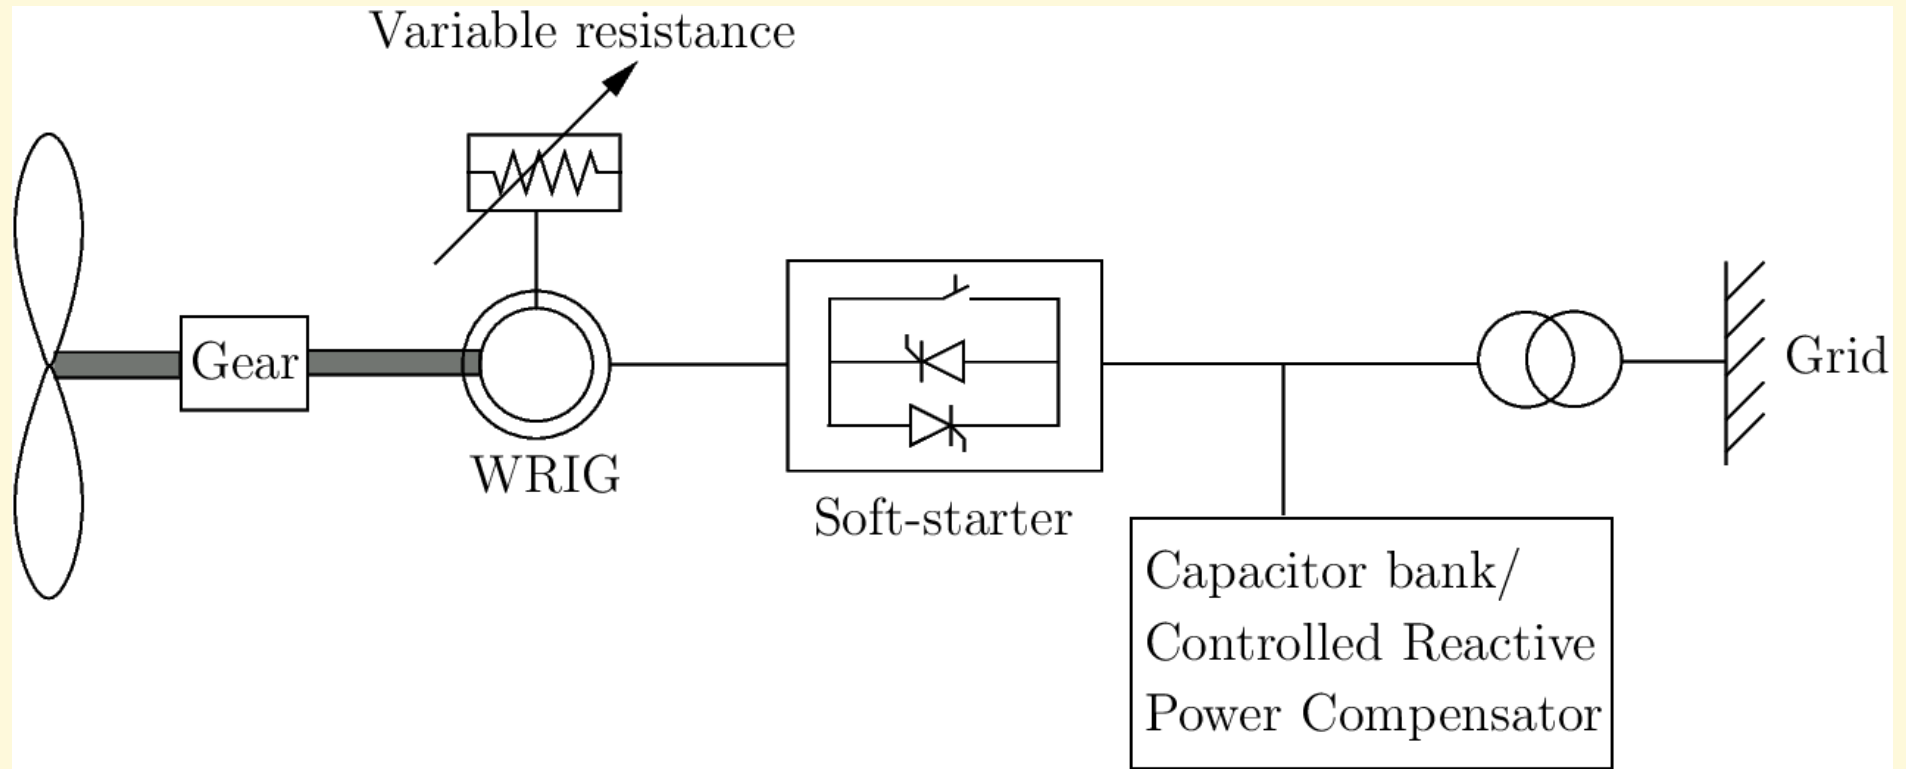 Variable resistance
Gear
WRIG
Soft-starter
Grid
Capacitor bank/
Controlled Reactive
Power Compensator